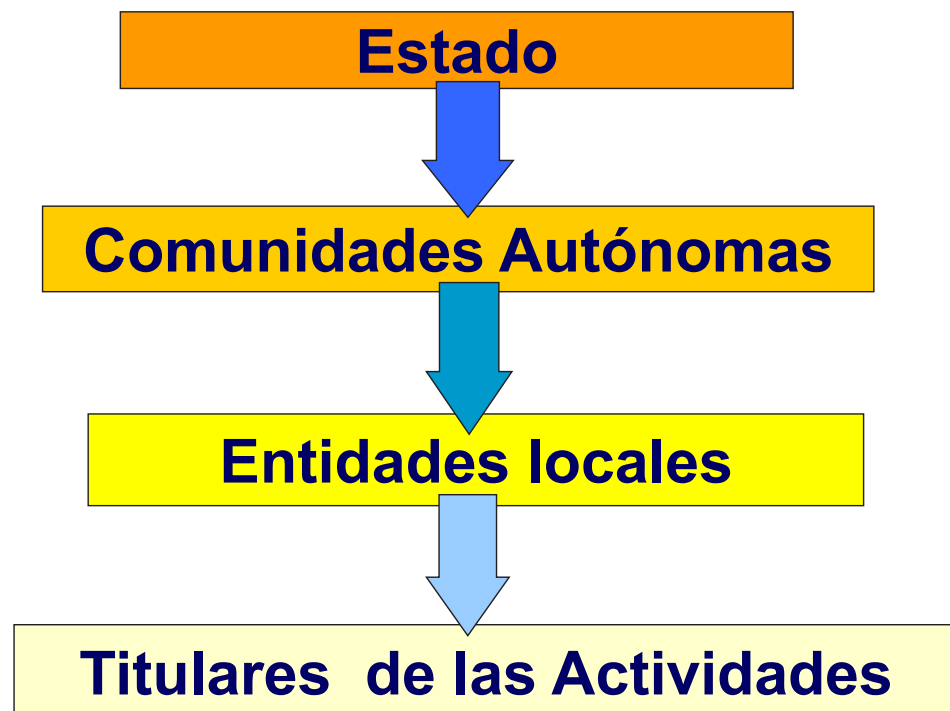 Estado
Comunidades Autónomas
Entidades locales
Titulares de las Actividades